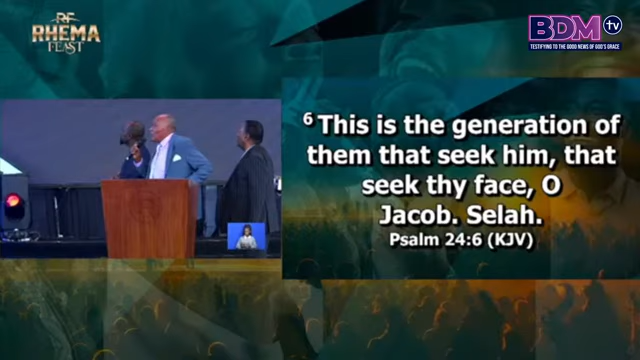 RF
RHEMA
FEAST
BDM tv
TESTIFYING TO THE GOOD NEWS OF GOD'S GRACE
6 This is the generation of
them that seek him, that
seek thy face, O
Jacob. Selah.
Psalm 24:6 (KJV)